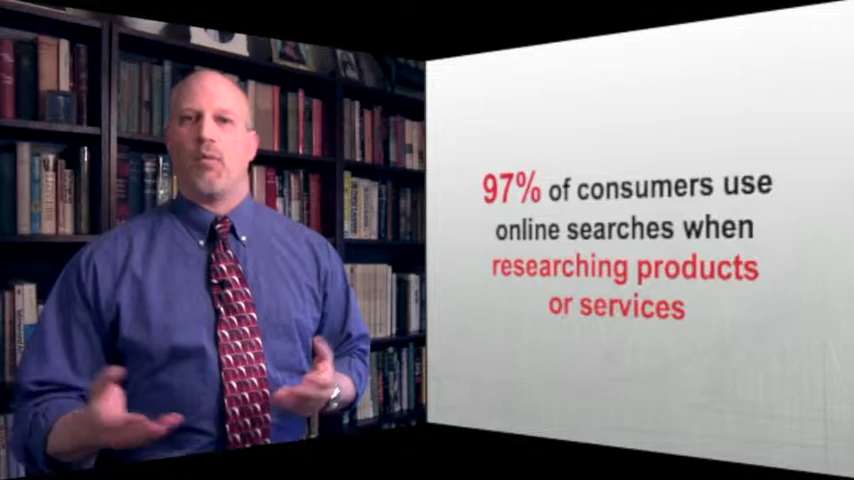 97% of consumers use
online searches when
researching products
or services